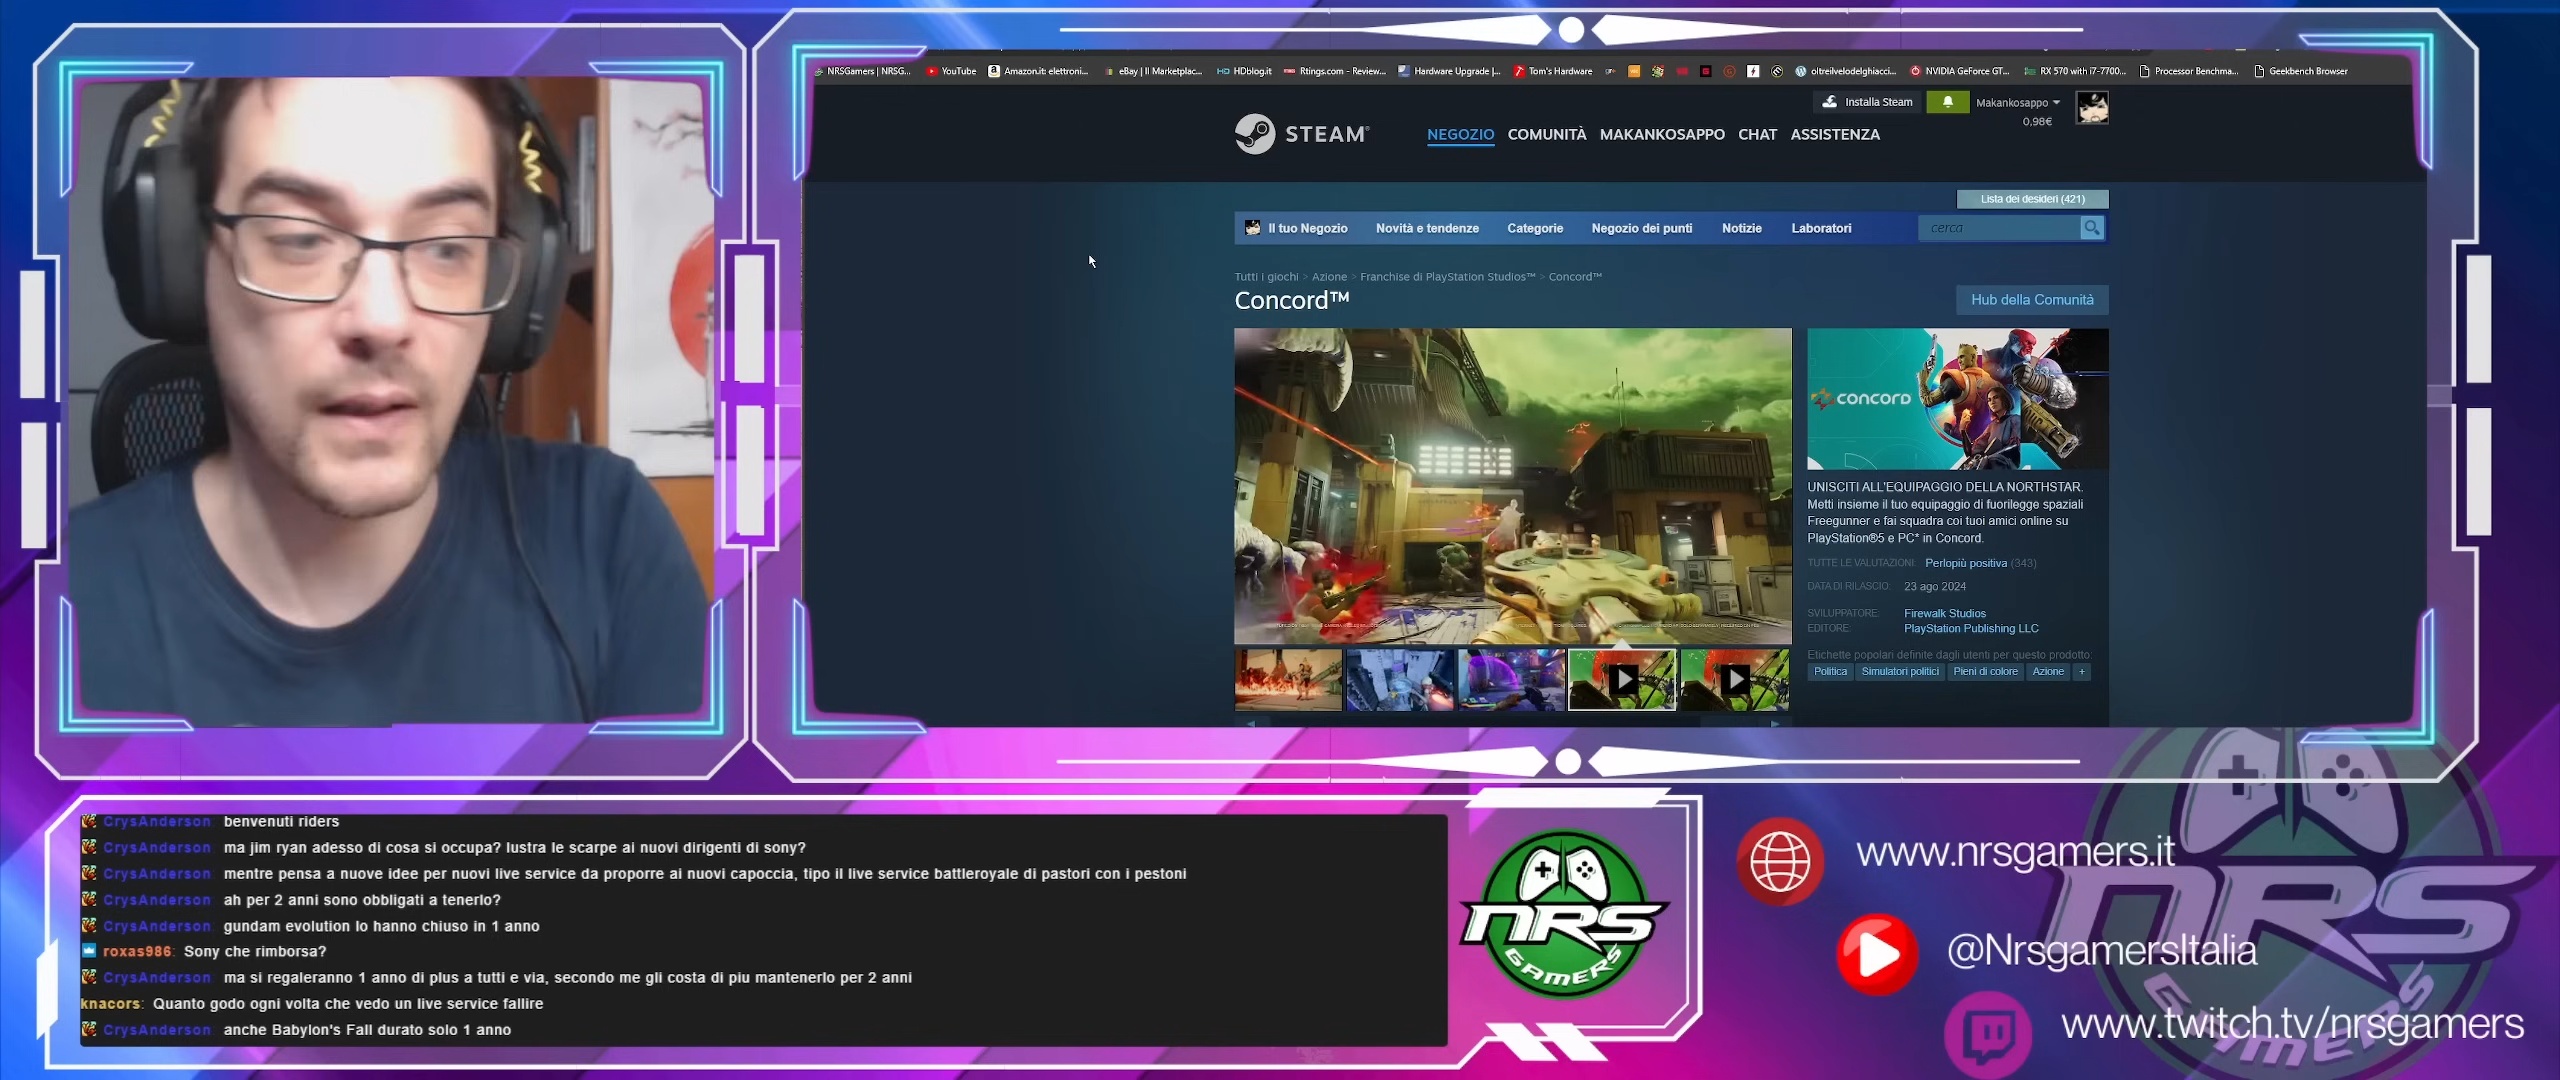 NRSGamers | NRSG...
YouTube
Amazon.it: elettroni...
eBay | Il Marketplac...
HDblog.it
Rtings.com - Review...
Hardware Upgrade |...
Tom's Hardware
oltreilvelodelghiacci...
NVIDIA GeForce GT...
RX 570 with i7-7700...
Processor Benchma...
Geekbench Browser
Installa Steam
Makankosappo
0,98€
STEAM®
NEGOZIO COMUNITÀ MAKANKOSAPPO CHAT ASSISTENZA
Lista dei desideri (421)
Il tuo Negozio Novità e tendenze Categorie Negozio dei punti Notizie Laboratori cerca
Tutti i giochi > Azione > Franchise di PlayStation Studios™ > Concord™
Concord™
Hub della Comunità
CONCORD
UNISCITI ALL'EQUIPAGGIO DELLA NORTHSTAR.
Metti insieme il tuo equipaggio di fuorilegge spaziali
Freegunner e fai squadra coi tuoi amici online su
PlayStation®5 e PC* in Concord.
TUTTE LE VALUTAZIONI: Perlopiù positiva (343)
DATA DI RILASCIO: 23 ago 2024
SVILUPPATORE: Firewalk Studios
EDITORE: PlayStation Publishing LLC
Etichette popolari definite dagli utenti per questo prodotto:
Politica Simulatori politici Pieni di colore Azione +
CrysAnderson benvenuti riders
CrysAnderson ma jim ryan adesso di cosa si occupa? lustra le scarpe ai nuovi dirigenti di sony?
CrysAnderson mentre pensa a nuove idee per nuovi live service da proporre ai nuovi capoccia, tipo il live service battleroyale di pastori con i pestoni
CrysAnderson ah per 2 anni sono obbligati a tenerlo?
CrysAnderson gundam evolution lo hanno chiuso in 1 anno
roxas986: Sony che rimborsa?
CrysAnderson ma si regaleranno 1 anno di plus a tutti e via, secondo me gli costa di piu mantenerlo per 2 anni
knacors: Quanto godo ogni volta che vedo un live service fallire
CrysAnderson anche Babylon's Fall durato solo 1 anno
NRS
GAMERS
www.nrsgamers.it
@NrsgamersItalia
www.twitch.tv/nrsgamers
NRS
GAMERS